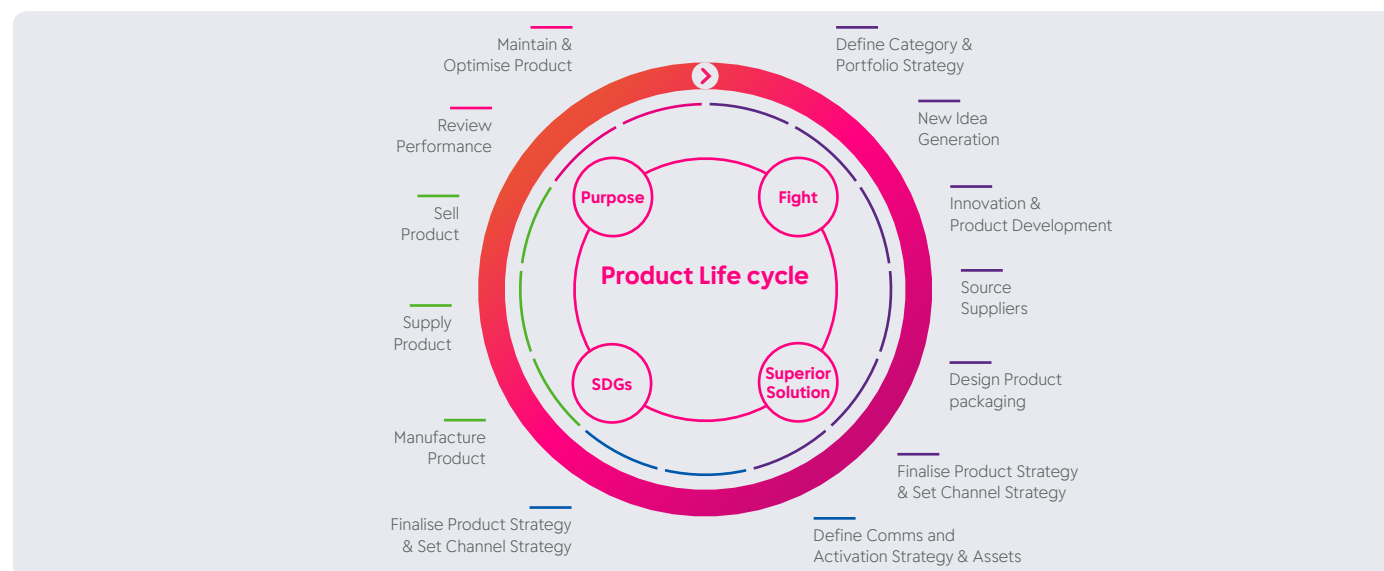 Maintain &
Optimise Product
Define Category &
Portfolio Strategy
Review
Performance
New Idea
Generation
Sell
Product
Innovation &
Product Development
Supply
Product
Source
Suppliers
Manufacture
Product
Design Product
packaging
Finalise Product Strategy
& Set Channel Strategy
Finalise Product Strategy
& Set Channel Strategy
Define Comms and
Activation Strategy & Assets
Purpose
Fight
Product Life cycle
SDGs
Superior
Solution